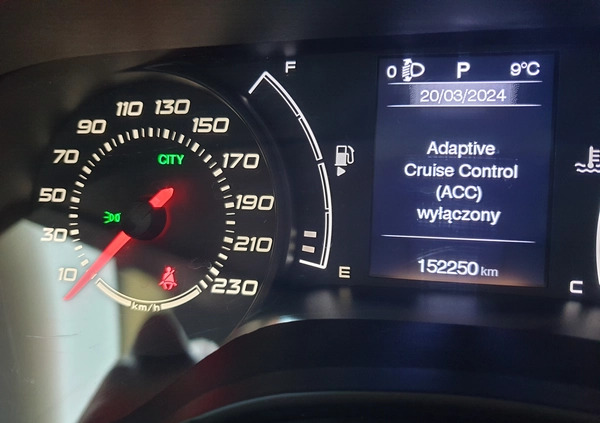 0 P 9°C
20/03/2024
Adaptive
Cruise Control
(ACC)
wyłączony
152250 km
F
E
C
CITY
10
30
50
70
90
110
130
150
170
190
210
230
km/h